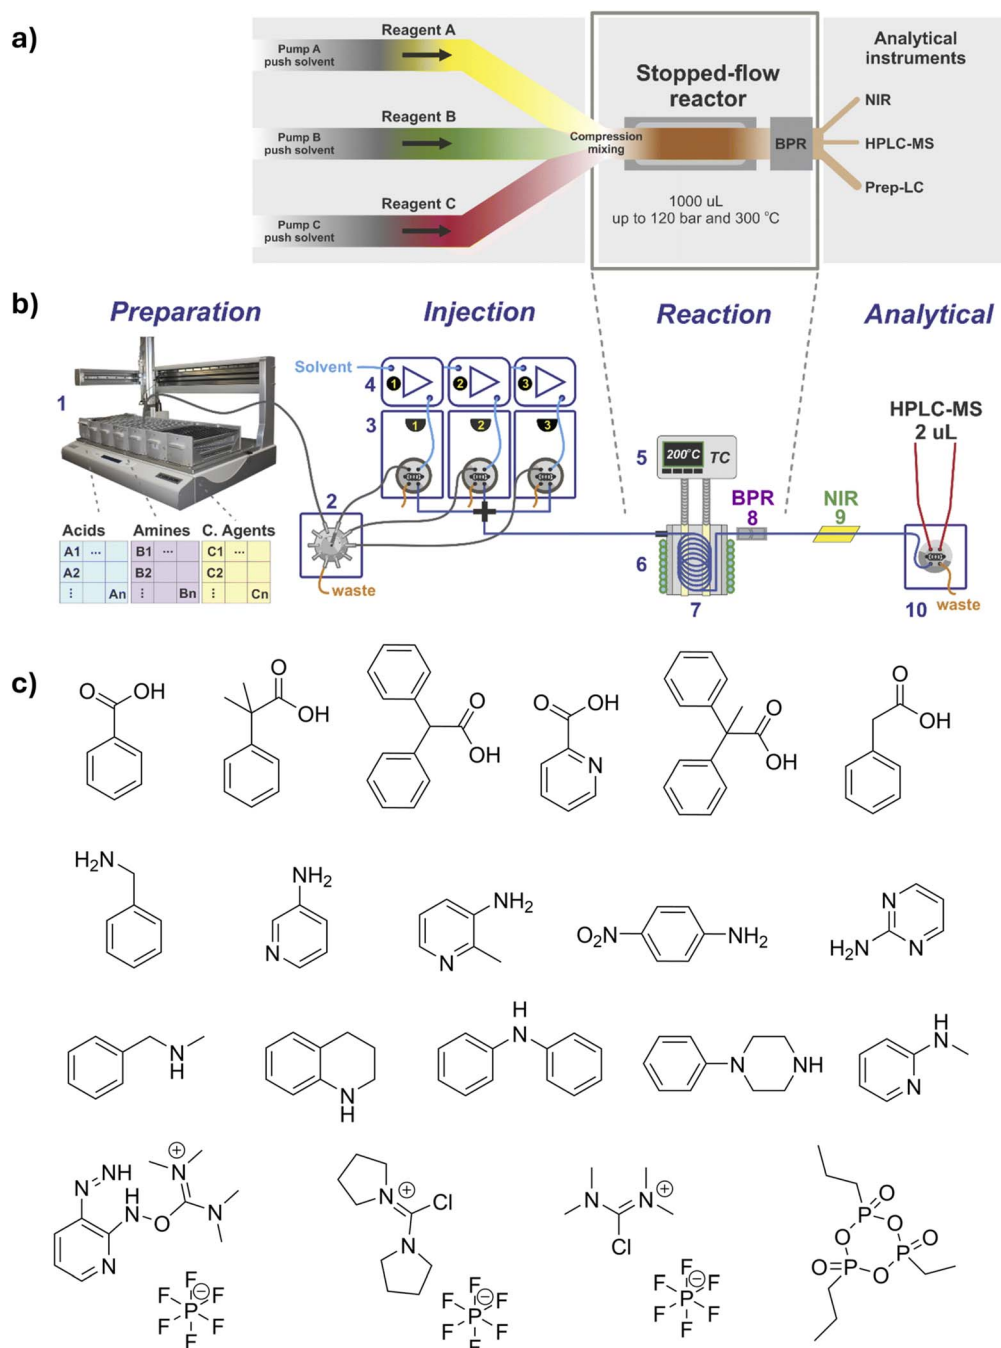 a)
Reagent A
Pump A
push solvent
Reagent B
Pump B
push solvent
Reagent C
Pump C
push solvent
Compression
mixing
Stopped-flow
reactor
BPR
1000 uL
up to 120 bar and 300 °C
Analytical
instruments
NIR
HPLC-MS
Prep-LC
b)
Preparation
Injection
Reaction
Analytical
1
Acids
Amines
C. Agents
A1 ...
A2
⋮ An
B1 ...
B2
⋮ Bn
C1 ...
C2
⋮ Cn
2
waste
Solvent
4
1
2
3
3
1
2
3
5
200°C
TC
6
7
BPR
8
NIR
9
HPLC-MS
2 uL
10
waste
c)
O OH
O OH
O OH
O OH N
O OH
O OH
H2N
NH2 N
NH2 N
O2N NH2
H2N N N
N H
N H
H N
N NH
H N N
N NH H N O N ⊕ N N
F F F P ⊖ F F F
N ⊕ Cl N
F F F P ⊖ F F F
N N ⊕ Cl
F F F P ⊖ F F F
O P O O P O P O O